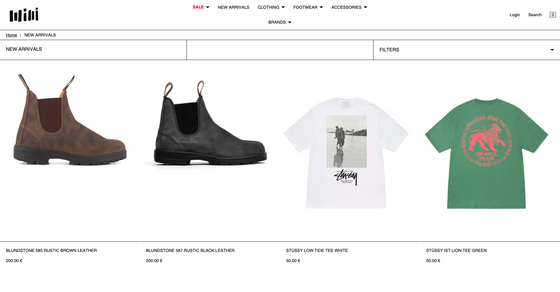 wini
SALE NEW ARRIVALS CLOTHING FOOTWEAR ACCESSORIES
BRANDS
Login Search 0
Home › NEW ARRIVALS
NEW ARRIVALS
FILTERS
Stüssy
BLUNDSTONE 585 RUSTIC BROWN LEATHER
200.00 €
BLUNDSTONE 587 RUSTIC BLACK LEATHER
200.00 €
STÜSSY LOW TIDE TEE WHITE
50.00 €
STÜSSY IST LION TEE GREEN
50.00 €